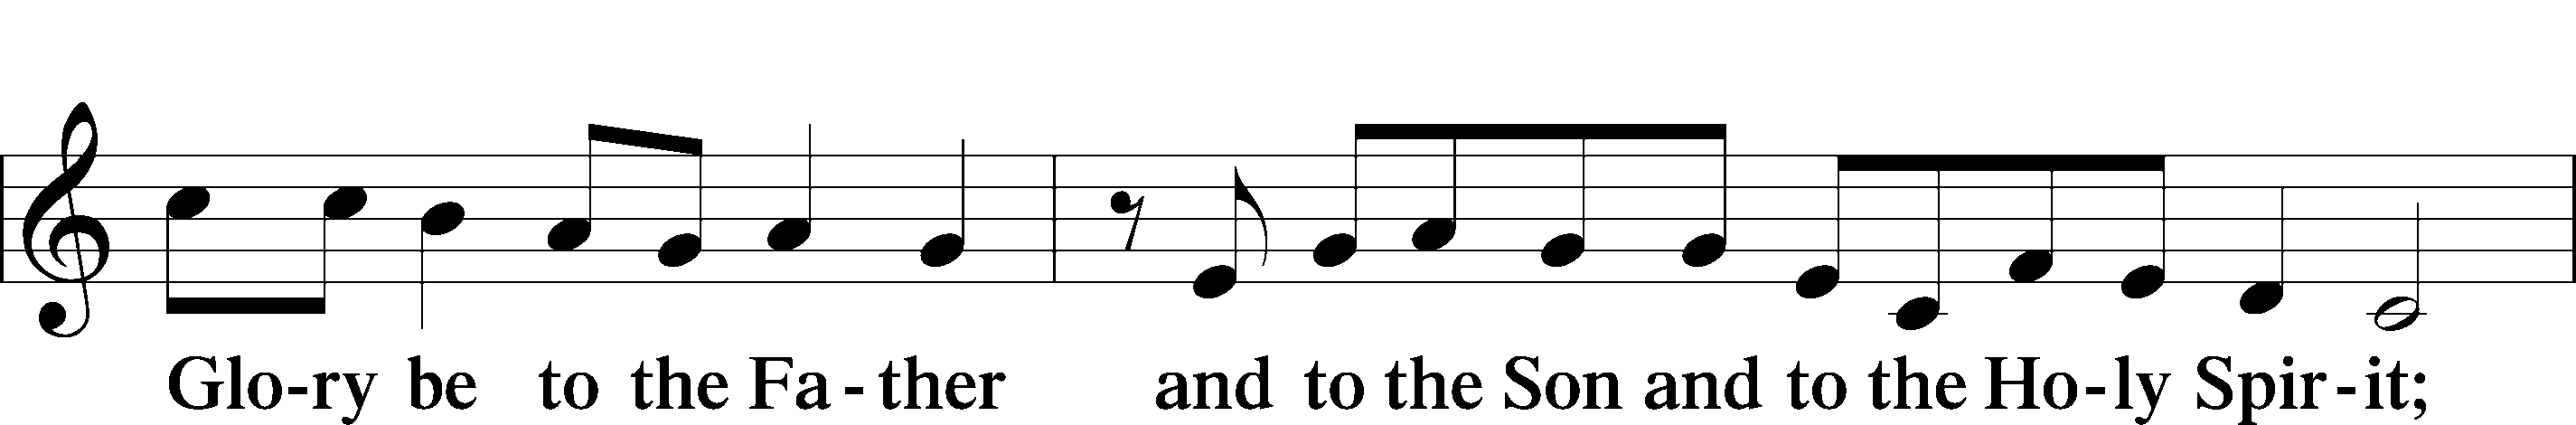 Glo-ry be to the Fa-ther and to the Son and to the Ho-ly Spir-it;